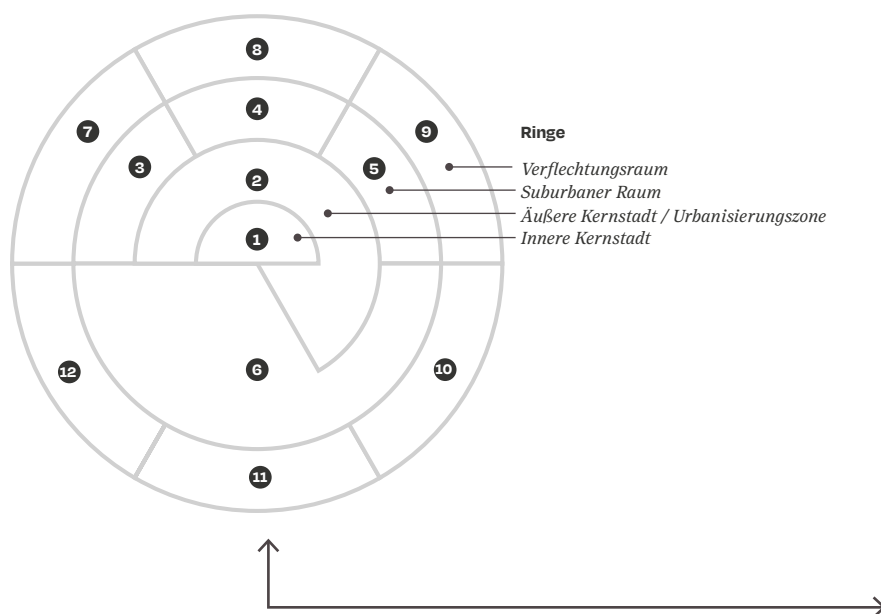 8
4
7
9
Ringe
3
5
Verflechtungsraum
2
Suburbaner Raum
Äußere Kernstadt / Urbanisierungszone
1
Innere Kernstadt
12
6
10
11